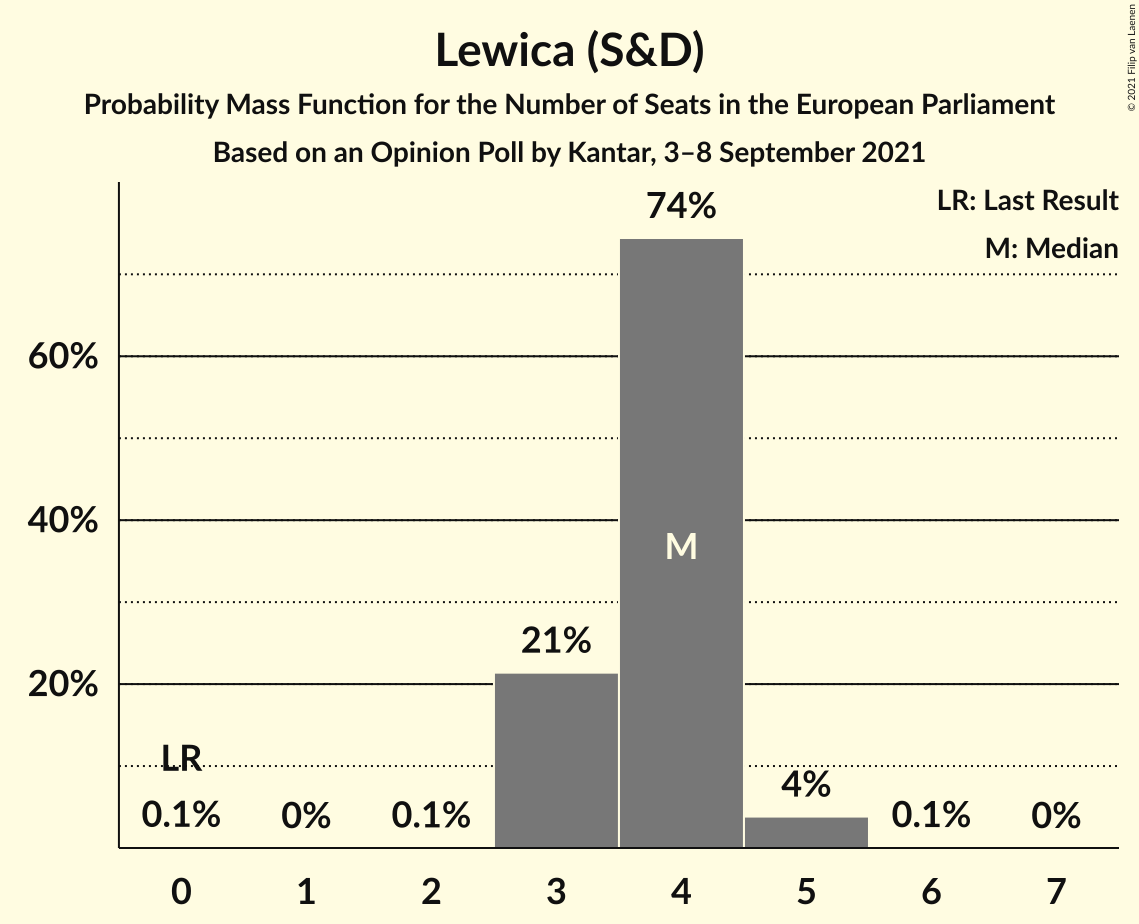 Lewica (S&D)
Probability Mass Function for the Number of Seats in the European Parliament
Based on an Opinion Poll by Kantar, 3–8 September 2021
© 2021 Filip van Laenen
LR: Last Result
M: Median
74%
60%
40%
M
21%
20%
LR
4%
0.1%
0%
0.1%
0.1%
0%
0
1
2
3
4
5
6
7